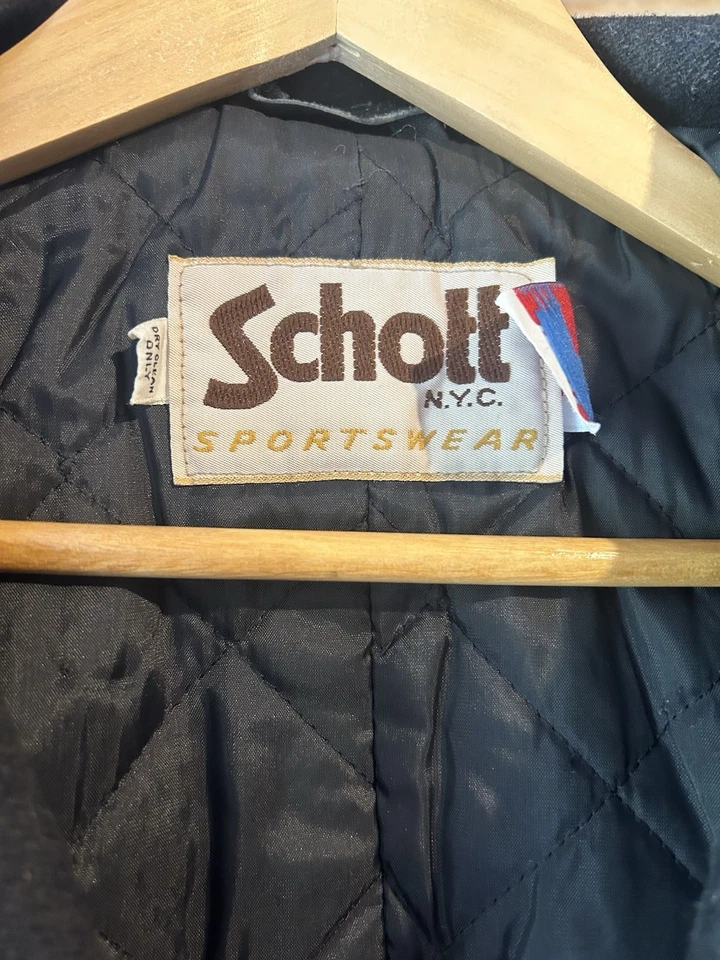 Schott
N.Y.C.
SPORTSWEAR
DRY CLEAN
ONLY